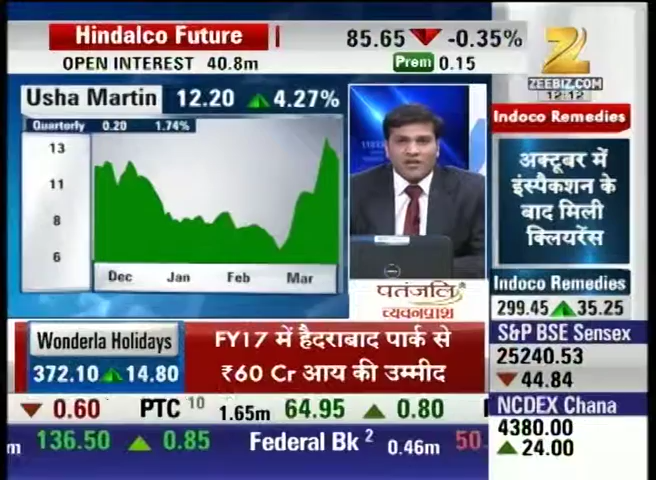 Hindalco Future
85.65 -0.35%
OPEN INTEREST 40.8m
Prem 0.15
ZEEBIZ.COM
12:12
Usha Martin 12.20 4.27%
Quarterly 0.20 1.74%
13
11
8
6
Dec Jan Feb Mar
पतंजलि
च्यवनप्राश
Indoco Remedies
अक्टूबर में
इंस्पैक्शन के
बाद मिली
क्लियरेंस
Indoco Remedies
299.45 35.25
Wonderla Holidays
372.10 14.80
FY17 में हैदराबाद पार्क से
₹60 Cr आय की उम्मीद
S&P BSE Sensex
25240.53
44.84
NCDEX Chana
4380.00
24.00
0.60 PTC 10 1.65m 64.95 0.80
m 136.50 0.85 Federal Bk 2 0.46m 50.